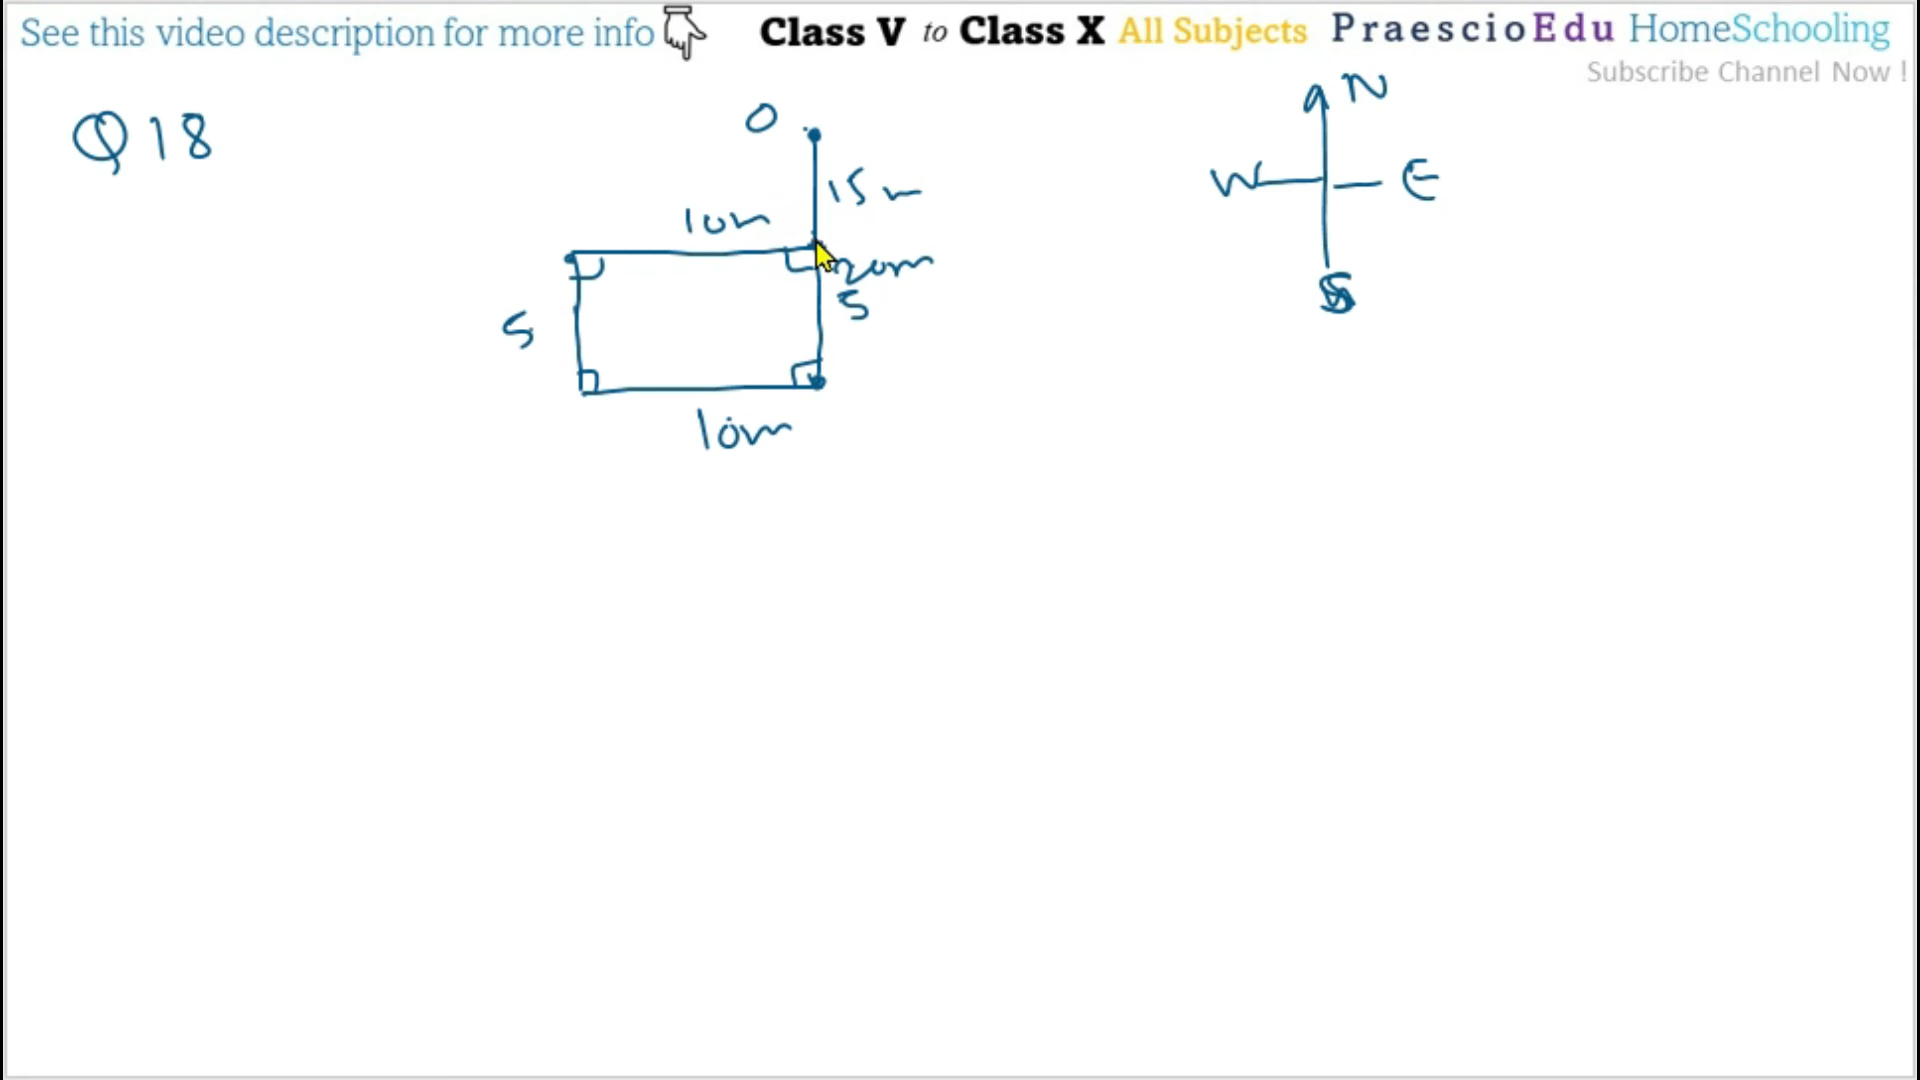 See this video description for more info Class V to Class X All Subjects PraescioEdu HomeSchooling
Subscribe Channel Now !
N
O
Q18
W E
15m
10m
20m
S
5
5
10m